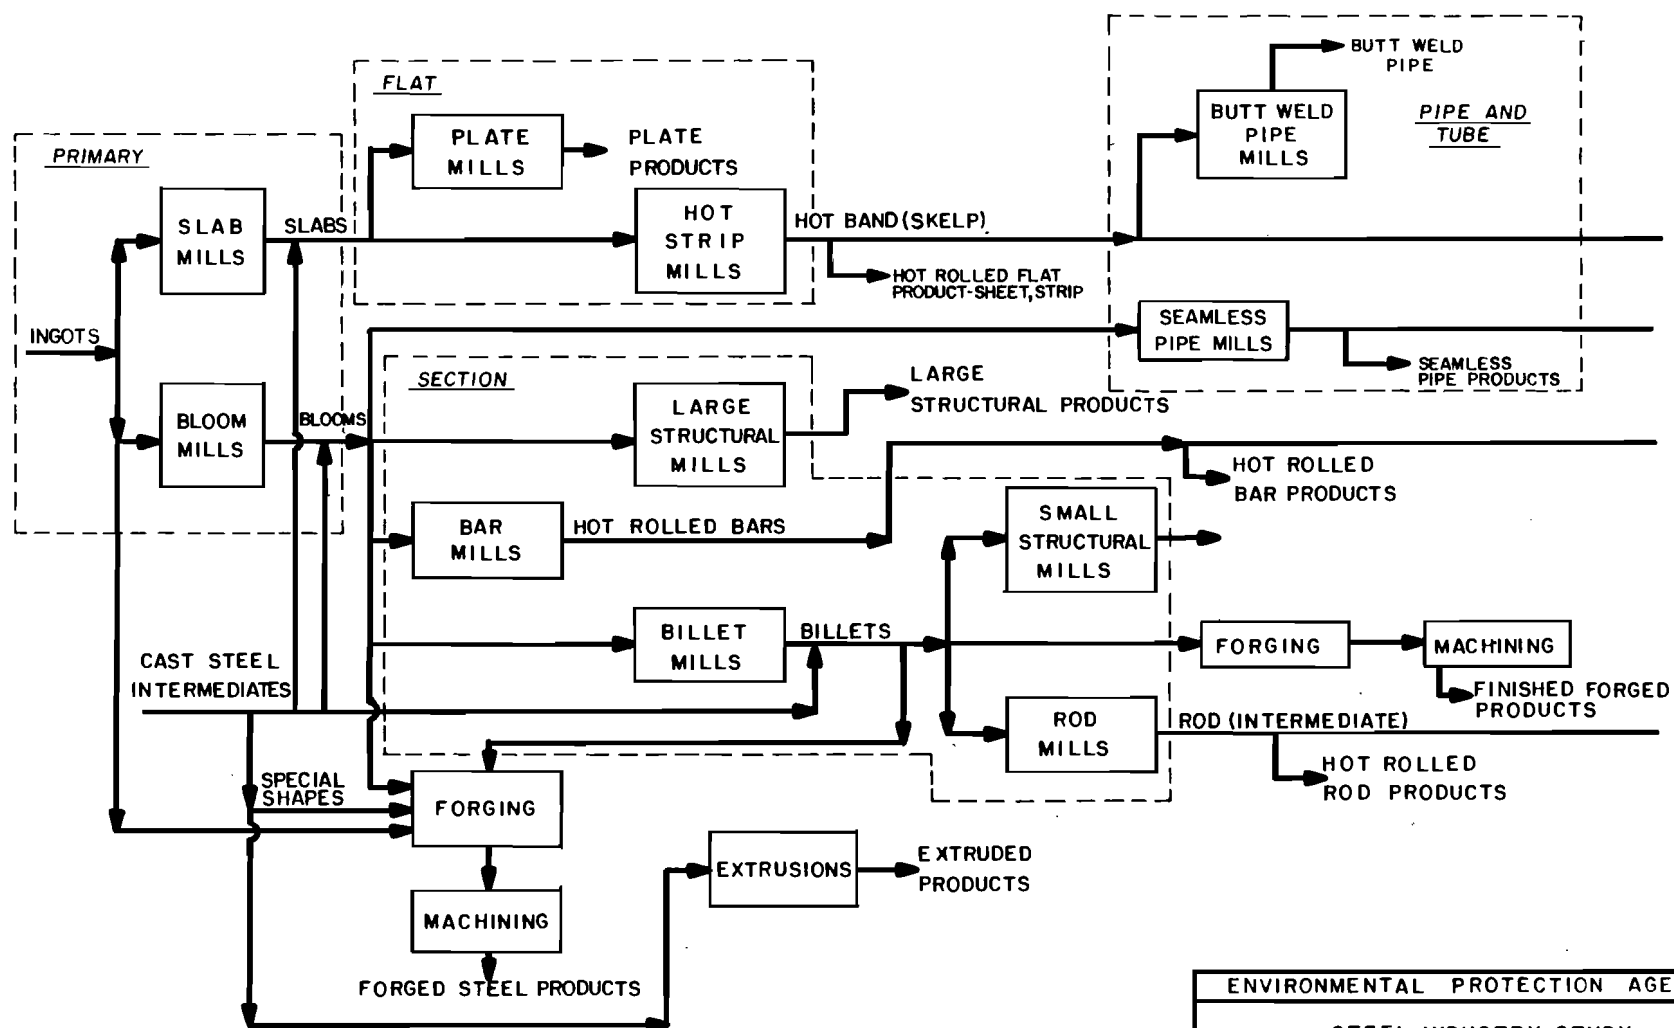 FLAT
PLATE
MILLS
PLATE
PRODUCTS
BUTT WELD
PIPE
BUTT WELD
PIPE
MILLS
PIPE AND
TUBE
PRIMARY
SLAB
MILLS
SLABS
HOT
STRIP
MILLS
HOT BAND (SKELP)
HOT ROLLED FLAT
PRODUCT-SHEET, STRIP
INGOTS
SEAMLESS
PIPE MILLS
SEAMLESS
PIPE PRODUCTS
SECTION
BLOOM
MILLS
BLOOMS
LARGE
STRUCTURAL
MILLS
LARGE
STRUCTURAL PRODUCTS
HOT ROLLED
BAR PRODUCTS
BAR
MILLS
HOT ROLLED BARS
SMALL
STRUCTURAL
MILLS
BILLET
MILLS
BILLETS
FORGING
MACHINING
FINISHED FORGED
PRODUCTS
CAST STEEL
INTERMEDIATES
ROD
MILLS
ROD (INTERMEDIATE)
HOT ROLLED
ROD PRODUCTS
SPECIAL
SHAPES
FORGING
EXTRUSIONS
EXTRUDED
PRODUCTS
MACHINING
FORGED STEEL PRODUCTS
ENVIRONMENTAL PROTECTION AGE
STEEL INDUSTRY STUDY